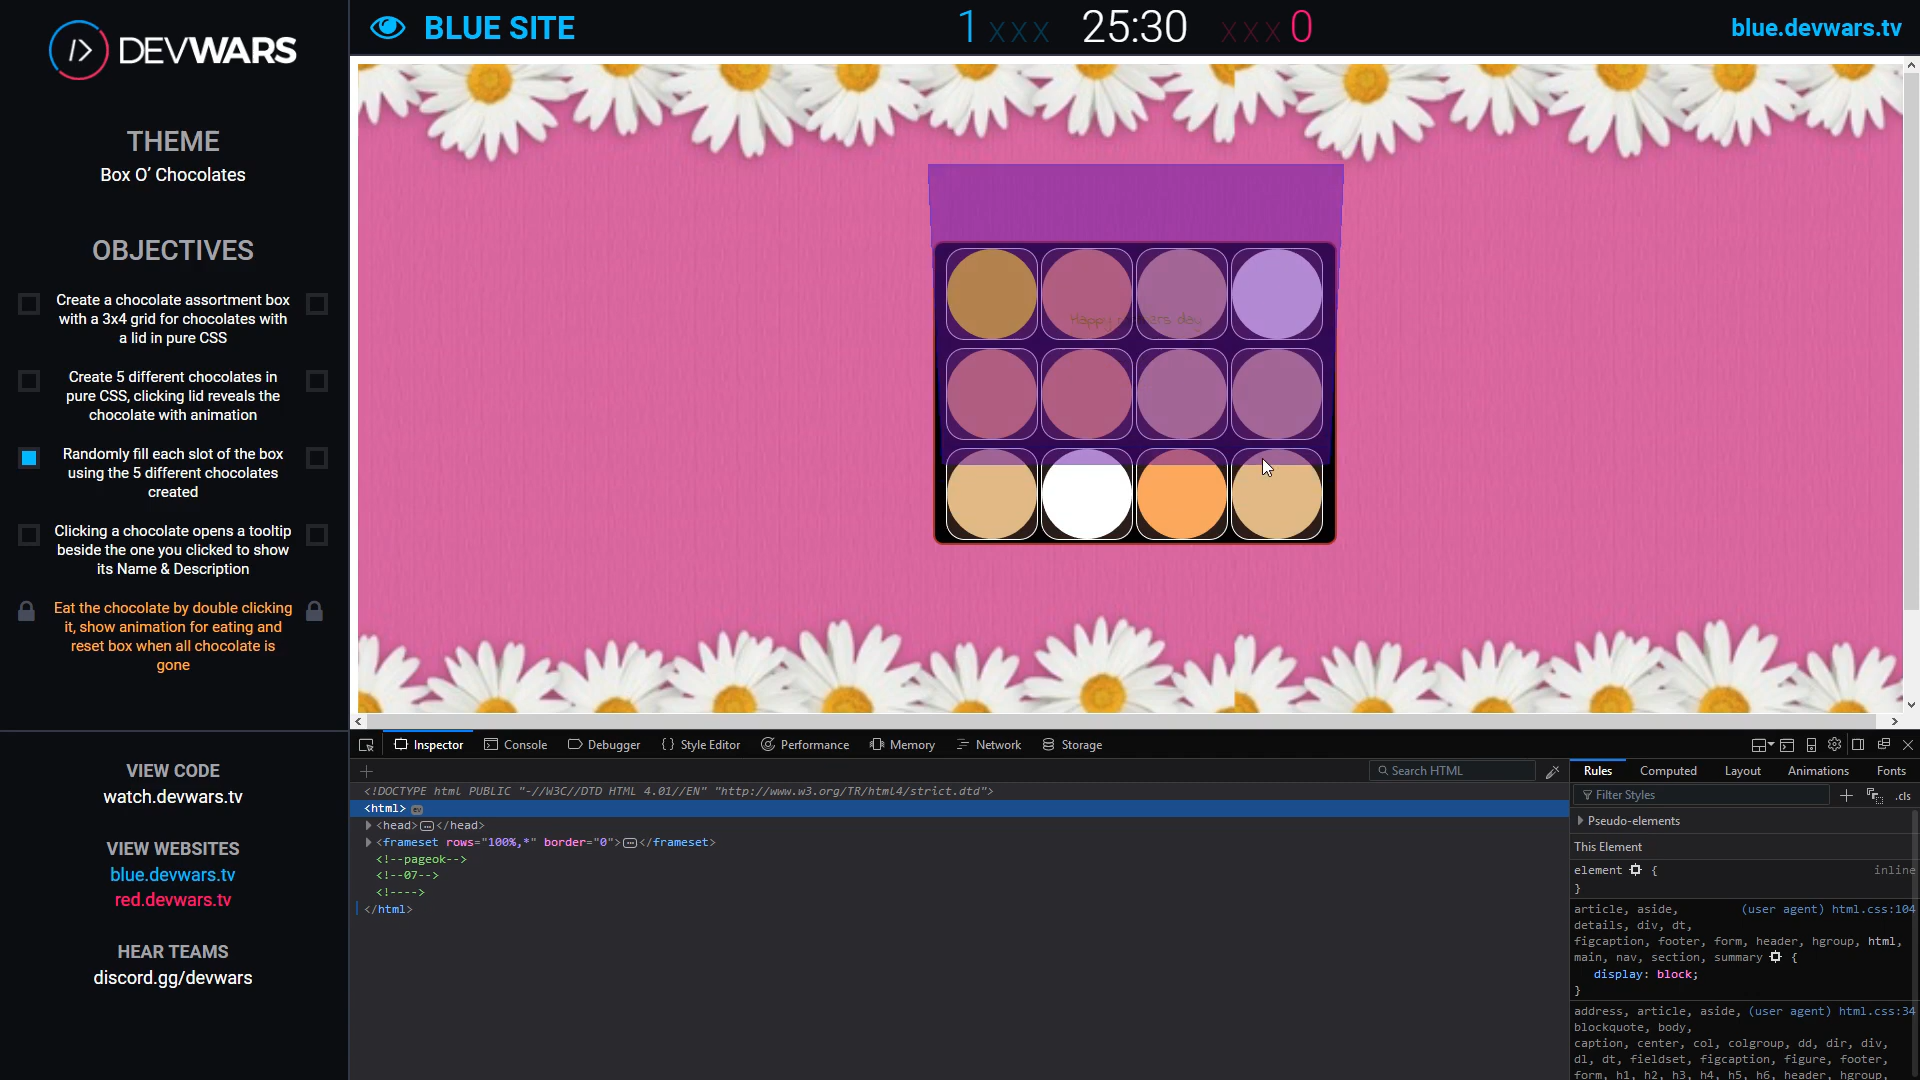 DEVWARS
THEME
Box O' Chocolates
OBJECTIVES
Create a chocolate assortment box
with a 3x4 grid for chocolates with
a lid in pure CSS
Create 5 different chocolates in
pure CSS, clicking lid reveals the
chocolate with animation
Randomly fill each slot of the box
using the 5 different chocolates
created
Clicking a chocolate opens a tooltip
beside the one you clicked to show
its Name & Description
Eat the chocolate by double clicking
it, show animation for eating and
reset box when all chocolate is
gone
VIEW CODE
watch.devwars.tv
VIEW WEBSITES
blue.devwars.tv
red.devwars.tv
HEAR TEAMS
discord.gg/devwars
BLUE SITE
1 xxx 25:30 xxx 0
blue.devwars.tv
Happy day
Inspector Console Debugger Style Editor Performance Memory Network Storage
Search HTML
<!DOCTYPE html PUBLIC "-//W3C//DTD HTML 4.01//EN" "http://www.w3.org/TR/html4/strict.dtd">
<html> ev
<head>…</head>
<frameset rows="100%,*" border="0">…</frameset>
<!--pageok-->
<!--07-->
<!---->
</html>
Rules Computed Layout Animations Fonts
Filter Styles + .cls
Pseudo-elements
This Element
element { inline
}
article, aside, (user agent) html.css:104
details, div, dt,
figcaption, footer, form, header, hgroup, html,
main, nav, section, summary {
display: block;
}
address, article, aside, (user agent) html.css:34
blockquote, body,
caption, center, col, colgroup, dd, dir, div,
dl, dt, fieldset, figcaption, figure, footer,
form, h1, h2, h3, h4, h5, h6, header, hgroup,